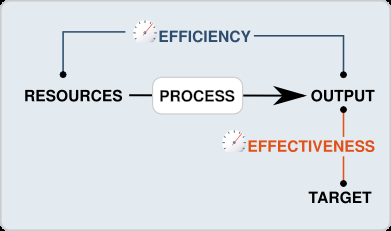 EFFICIENCY
RESOURCES PROCESS OUTPUT
EFFECTIVENESS
TARGET